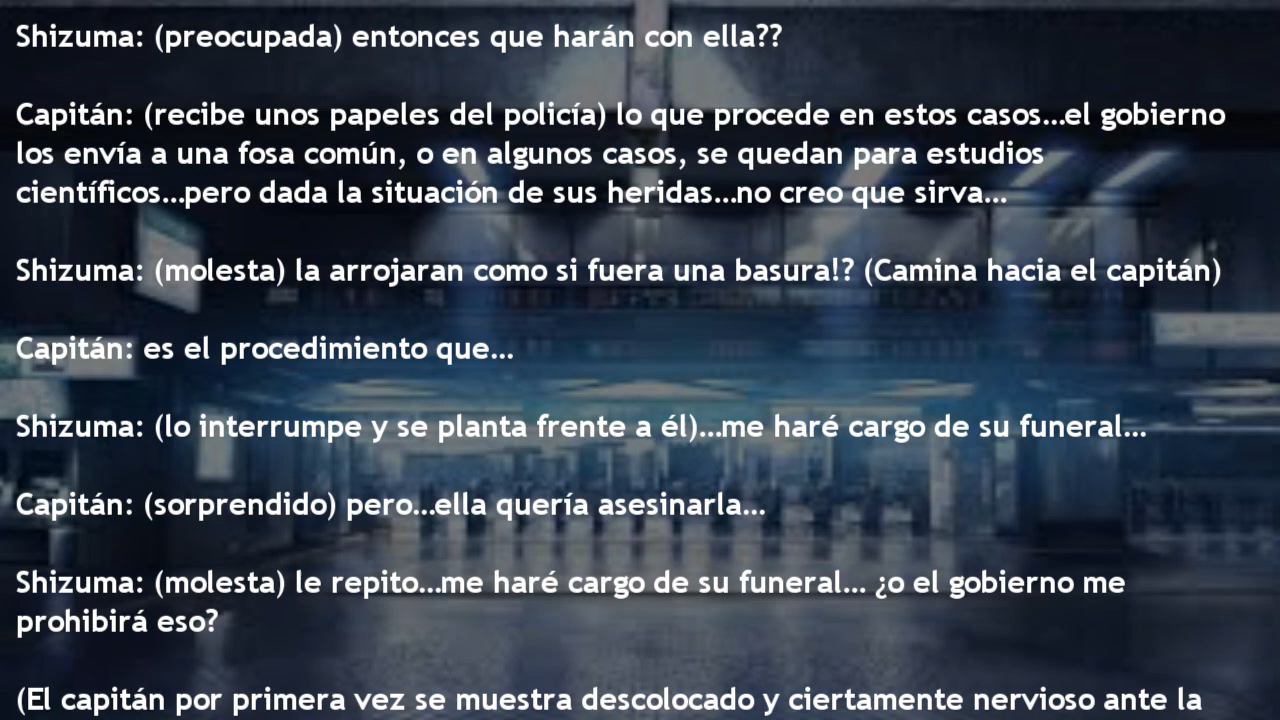 Shizuma: (preocupada) entonces que harán con ella??
Capitán: (recibe unos papeles del policía) lo que procede en estos casos...el gobierno
los envía a una fosa común, o en algunos casos, se quedan para estudios
científicos...pero dada la situación de sus heridas...no creo que sirva...
Shizuma: (molesta) la arrojaran como si fuera una basura!? (Camina hacia el capitán)
Capitán: es el procedimiento que...
Shizuma: (lo interrumpe y se planta frente a él)...me haré cargo de su funeral...
Capitán: (sorprendido) pero...ella quería asesinarla...
Shizuma: (molesta) le repito...me haré cargo de su funeral... ¿o el gobierno me
prohibirá eso?
(El capitán por primera vez se muestra descolocado y ciertamente nervioso ante la